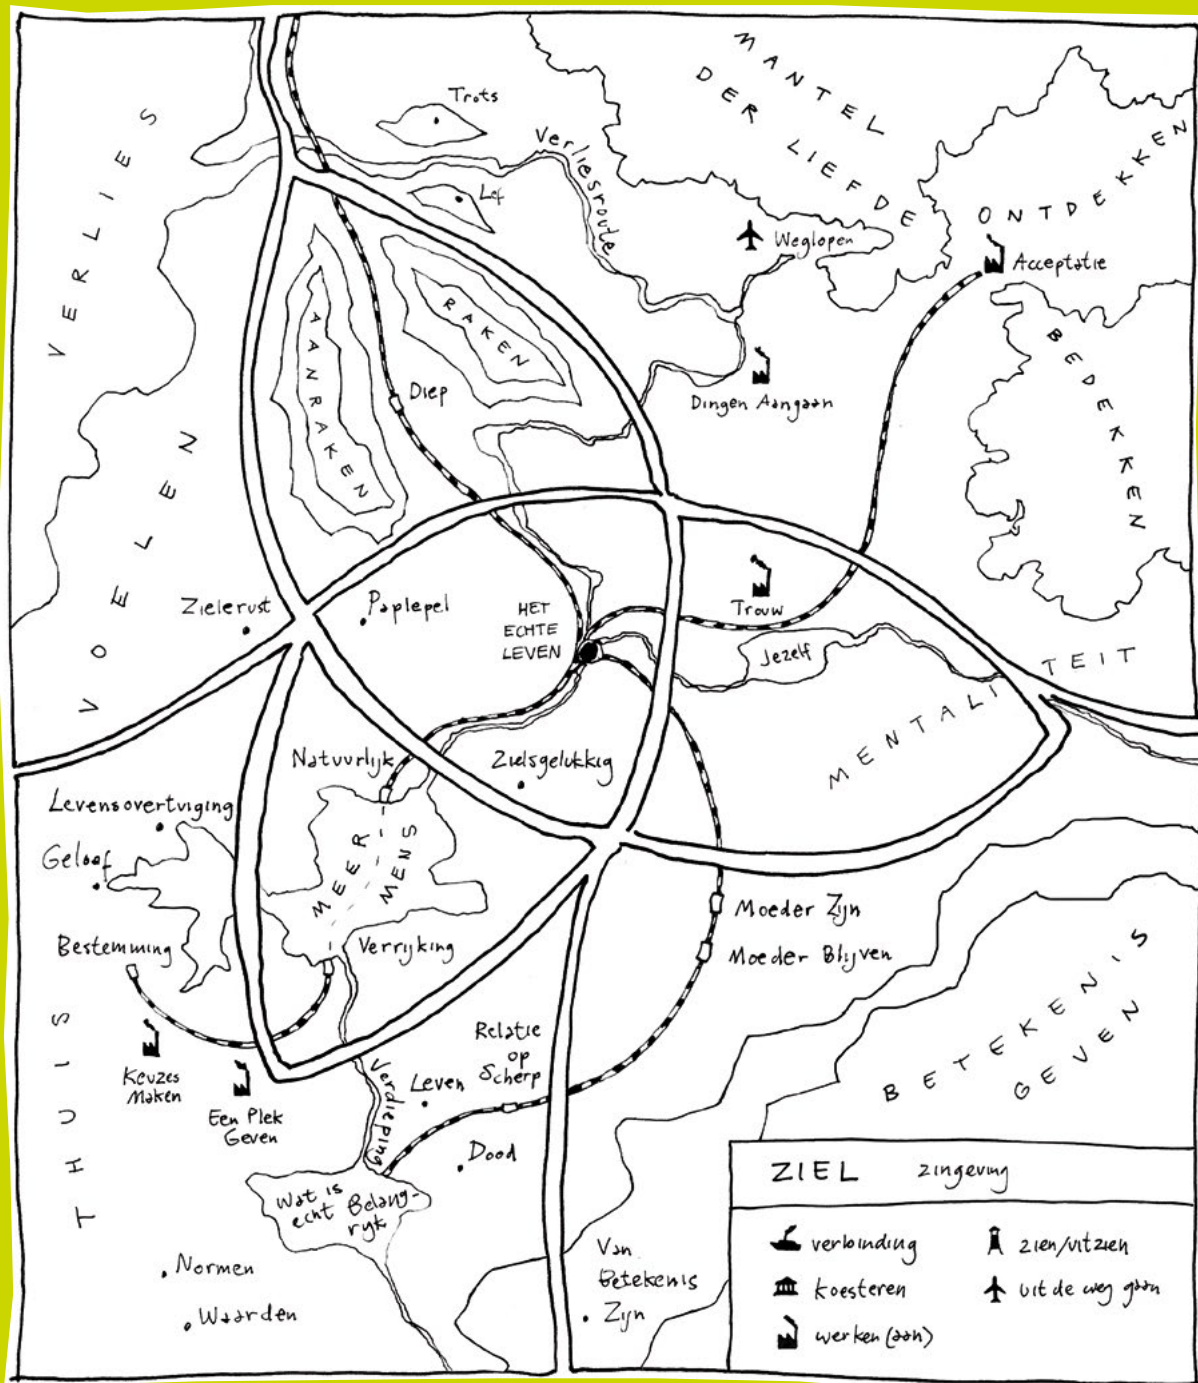 MANTEL
DER LIEFDE
Trots
Verliesroute
VERLIES
Lef
ONTDEKKEN
Weglopen
Acceptatie
RAKEN
AANRAKEN
BEDEKKEN
Diep
Dingen Aangaan
VOELEN
Zielerust
Paplepel
HET
ECHTE
LEVEN
Trouw
Jezelf
MENTALITEIT
Natuurlijk
Zielsgelukkig
Levensovertuiging
Geloof
MEER
MENS
Moeder Zijn
Bestemming
Verrijking
Moeder Blijven
BETEKENIS
GEVEN
THUIS
Keuzes
Maken
Een Plek
Geven
Verdieping
Relatie
op
Scherp
Leven
Dood
Wat is
echt Belang-
rijk
Normen
Waarden
Van
Betekenis
Zijn
ZIEL zingeving
verbinding
zien/uitzien
koesteren
uit de weg gaan
werken (aan)